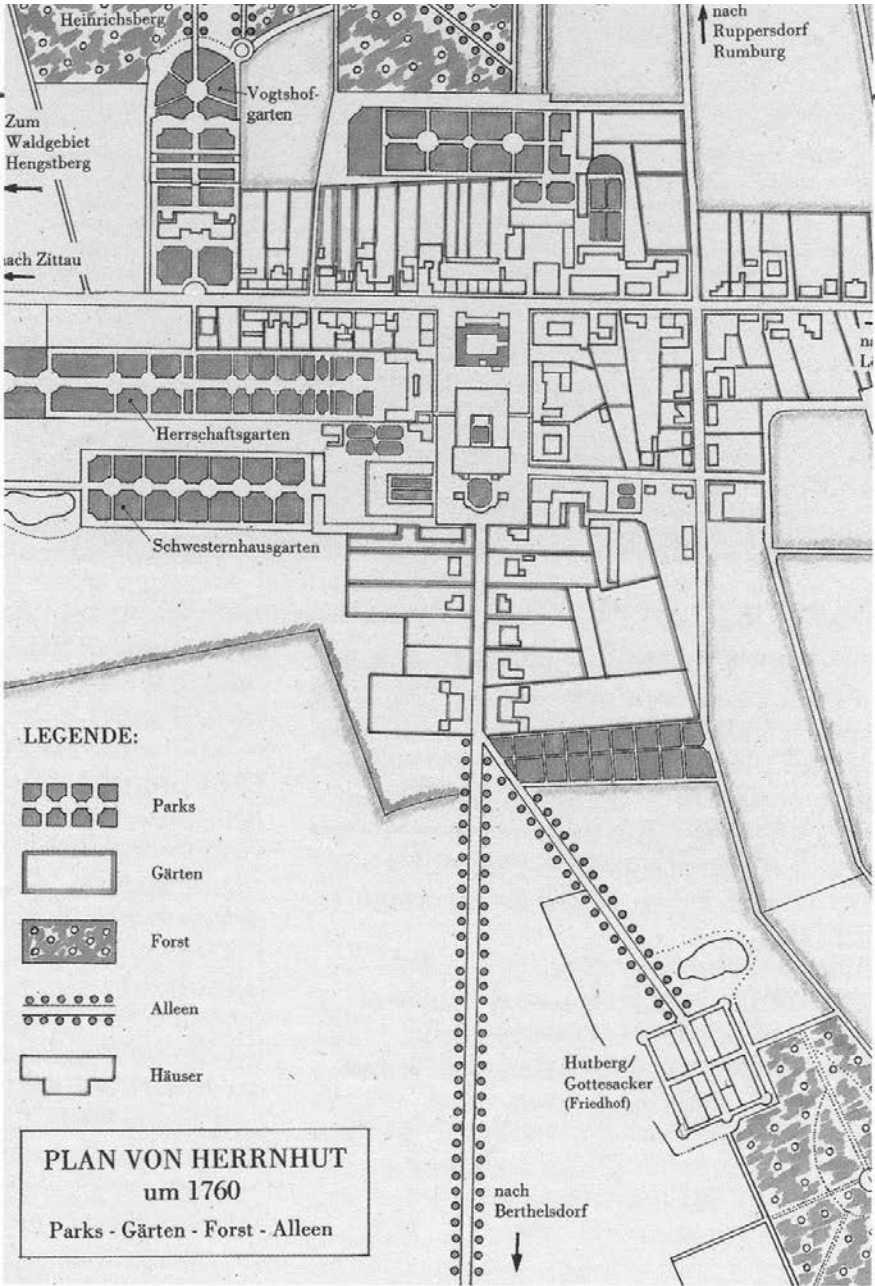 Heinrichsberg
nach
Ruppersdorf
Rumburg
Vogtshof-
garten
Zum
Waldgebiet
Hengstberg
nach Zittau
Herrschaftsgarten
Schwesternhausgarten
LEGENDE:
Parks
Gärten
Forst
Alleen
Häuser
Hutberg/
Gottesacker
(Friedhof)
PLAN VON HERRNHUT
um 1760
Parks - Gärten - Forst - Alleen
nach
Berthelsdorf